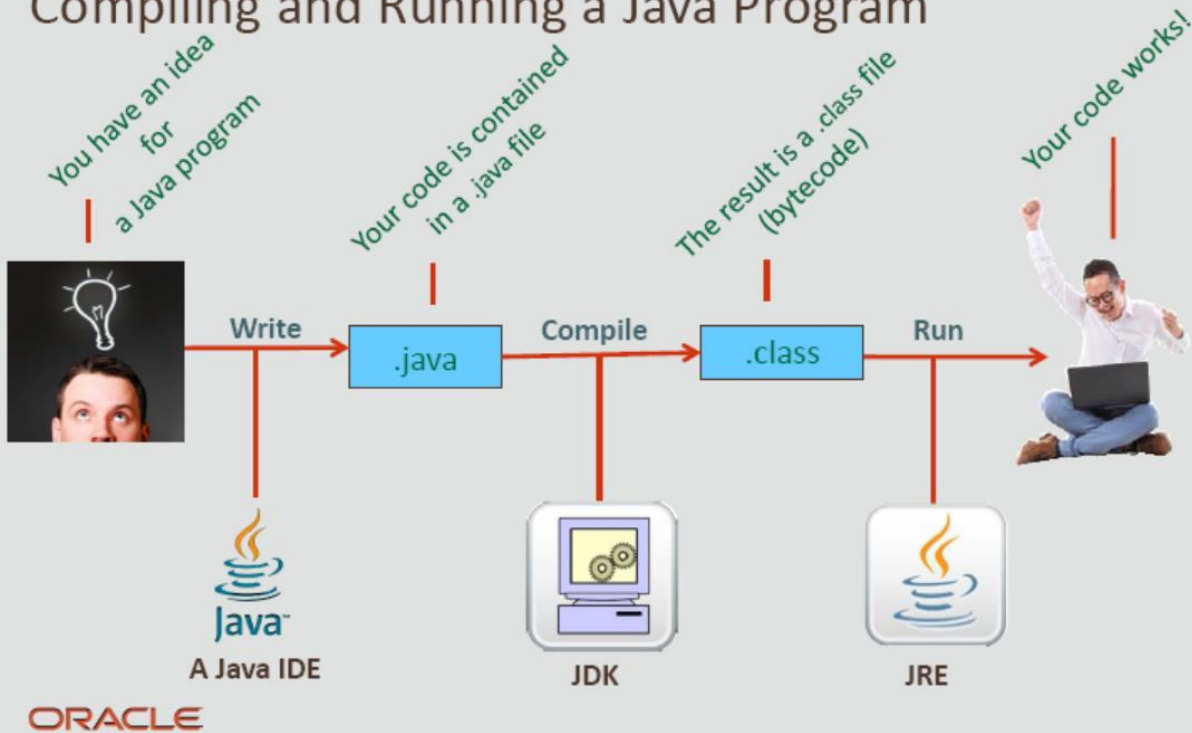 Compiling and Running a Java Program
You have an idea
for
a Java program
Your code is contained
in a .java file
The result is a .class file
(bytecode)
Your code works!
Write
.java
Compile
.class
Run
Java™
A Java IDE
JDK
JRE
ORACLE